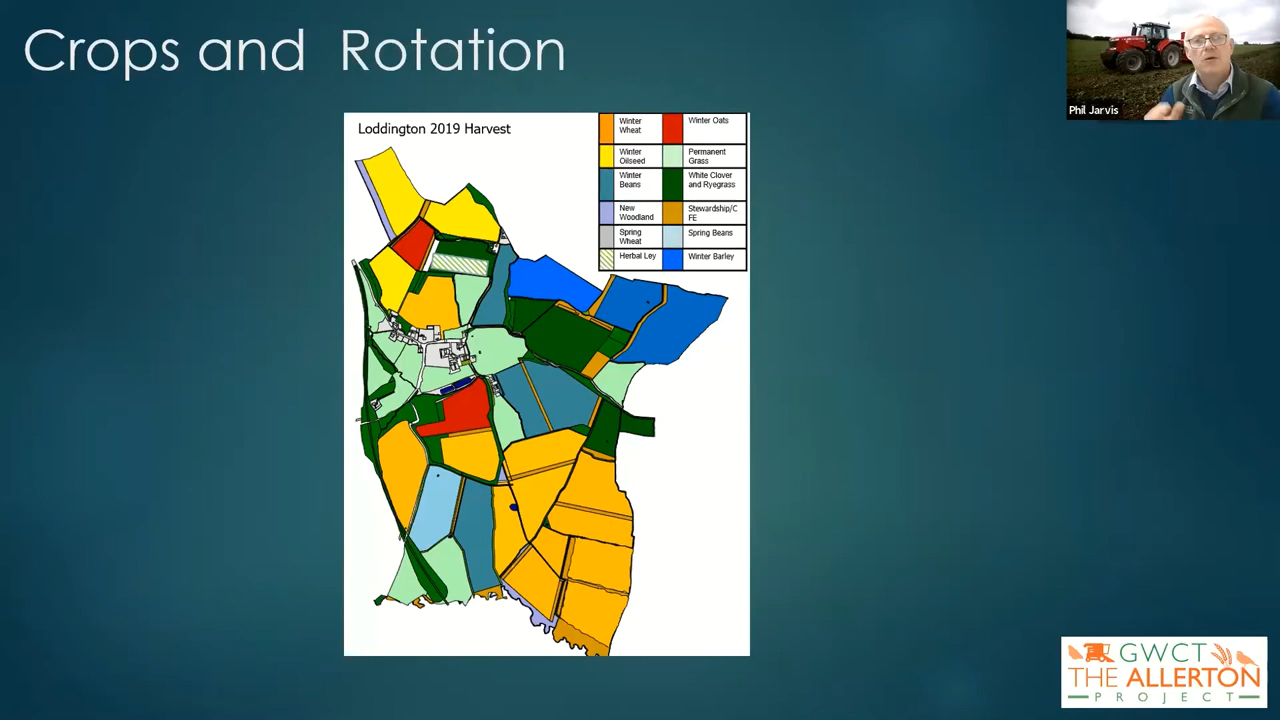 Crops and Rotation
Phil Jarvis
Loddington 2019 Harvest
Winter
Wheat
Winter Oats
Winter
Oilseed
Permanent
Grass
Winter
Beans
White Clover
and Ryegrass
New
Woodland
Stewardship/C
FE
Spring
Wheat
Spring Beans
Herbal Ley
Winter Barley
GWCT
THE ALLERTON
PROJECT